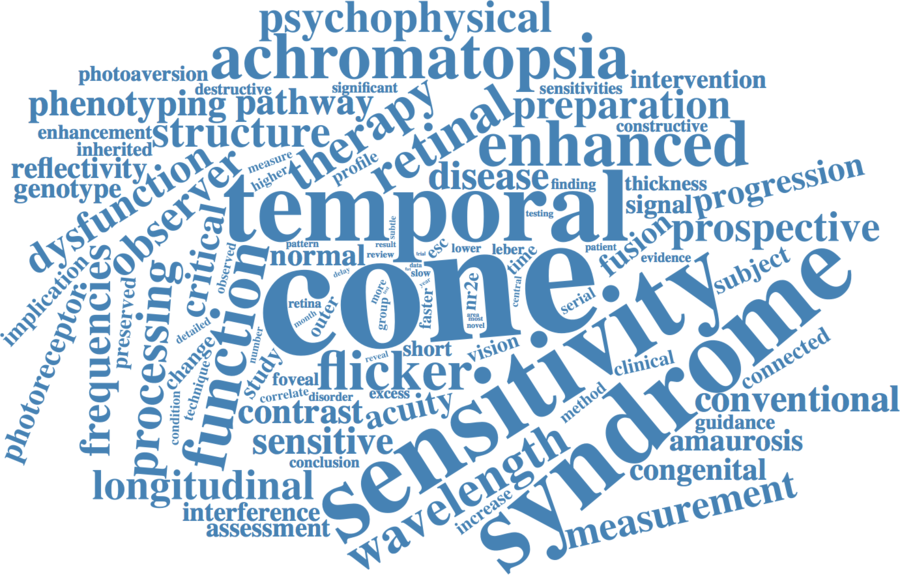 psychophysical
achromatopsia
photoaversion
destructive
significant
sensitivities
intervention
phenotyping
pathway
therapy
retinal
preparation
constructive
enhancement
structure
enhanced
inherited
reflectivity
genotype
dysfunction
observer
measure
higher
profile
disease
finding
thickness
signal
progression
temporal
testing
subtle
prospective
fusion
implication
photoreceptors
frequencies
preserved
processing
critical
observed
function
normal
pattern
result
review
trial
esc
lower
leber
time
patient
evidence
subject
cone
data
slow
year
delay
retina
month
outer
more
group
faster
nr2e
area
most
novel
central
serial
sensitivity
syndrome
detailed
change
technique
condition
number
study
reveal
short
vision
flicker
foveal
correlate
disorder
excess
contrast
acuity
method
clinical
connected
conventional
guidance
sensitive
amaurosis
conclusion
congenital
longitudinal
wavelength
interference
assessment
increase
measurement